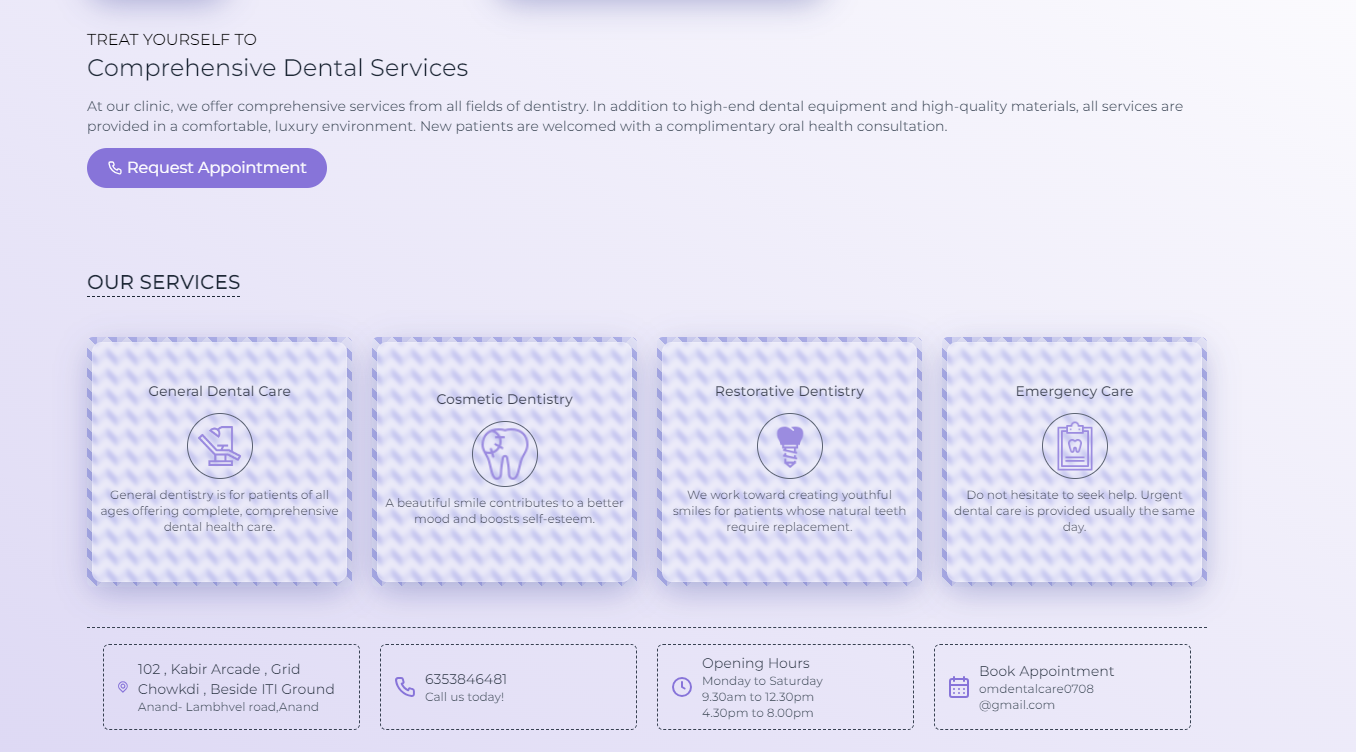 TREAT YOURSELF TO
Comprehensive Dental Services
At our clinic, we offer comprehensive services from all fields of dentistry. In addition to high-end dental equipment and high-quality materials, all services are
provided in a comfortable, luxury environment. New patients are welcomed with a complimentary oral health consultation.
Request Appointment
OUR SERVICES
General Dental Care
General dentistry is for patients of all
ages offering complete, comprehensive
dental health care.
Cosmetic Dentistry
A beautiful smile contributes to a better
mood and boosts self-esteem.
Restorative Dentistry
We work toward creating youthful
smiles for patients whose natural teeth
require replacement.
Emergency Care
Do not hesitate to seek help. Urgent
dental care is provided usually the same
day.
102 , Kabir Arcade , Grid
Chowkdi , Beside ITI Ground
Anand- Lambhvel road,Anand
6353846481
Call us today!
Opening Hours
Monday to Saturday
9.30am to 12.30pm
4.30pm to 8.00pm
Book Appointment
omdentalcare0708
@gmail.com